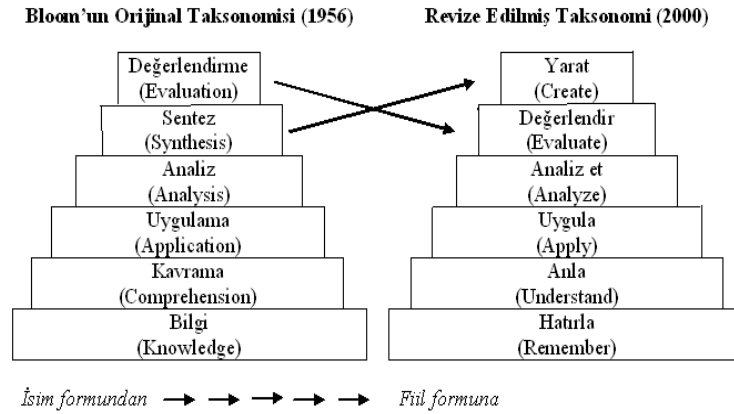 Bloom'un Orijinal Taksonomisi (1956)
Değerlendirme
(Evaluation)
Sentez
(Synthesis)
Analiz
(Analysis)
Uygulama
(Application)
Kavrama
(Comprehension)
Bilgi
(Knowledge)
Revize Edilmiş Taksonomi (2000)
Yarat
(Create)
Değerlendir
(Evaluate)
Analiz et
(Analyze)
Uygula
(Apply)
Anla
(Understand)
Hatırla
(Remember)
İsim formundan
Fiil formuna